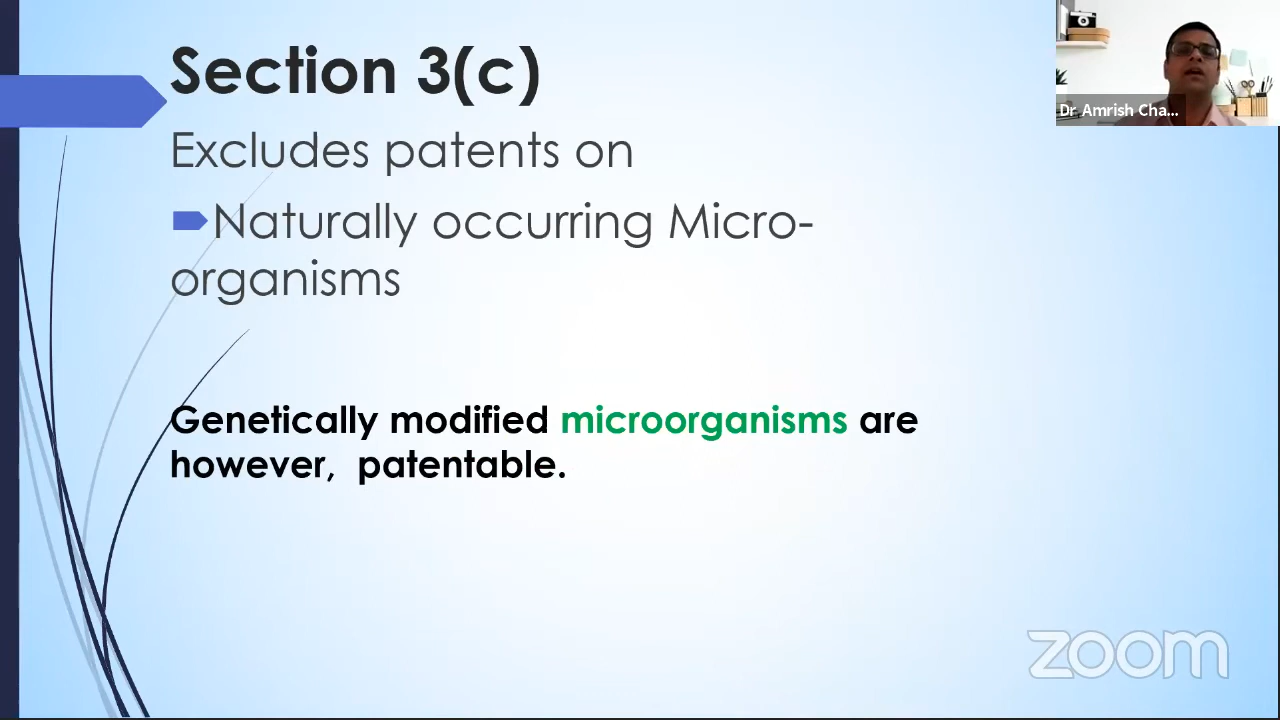 Section 3(c)
Excludes patents on
Naturally occurring Micro-
organisms
Genetically modified microorganisms are
however, patentable.
Dr Amrish Cha...
zoom